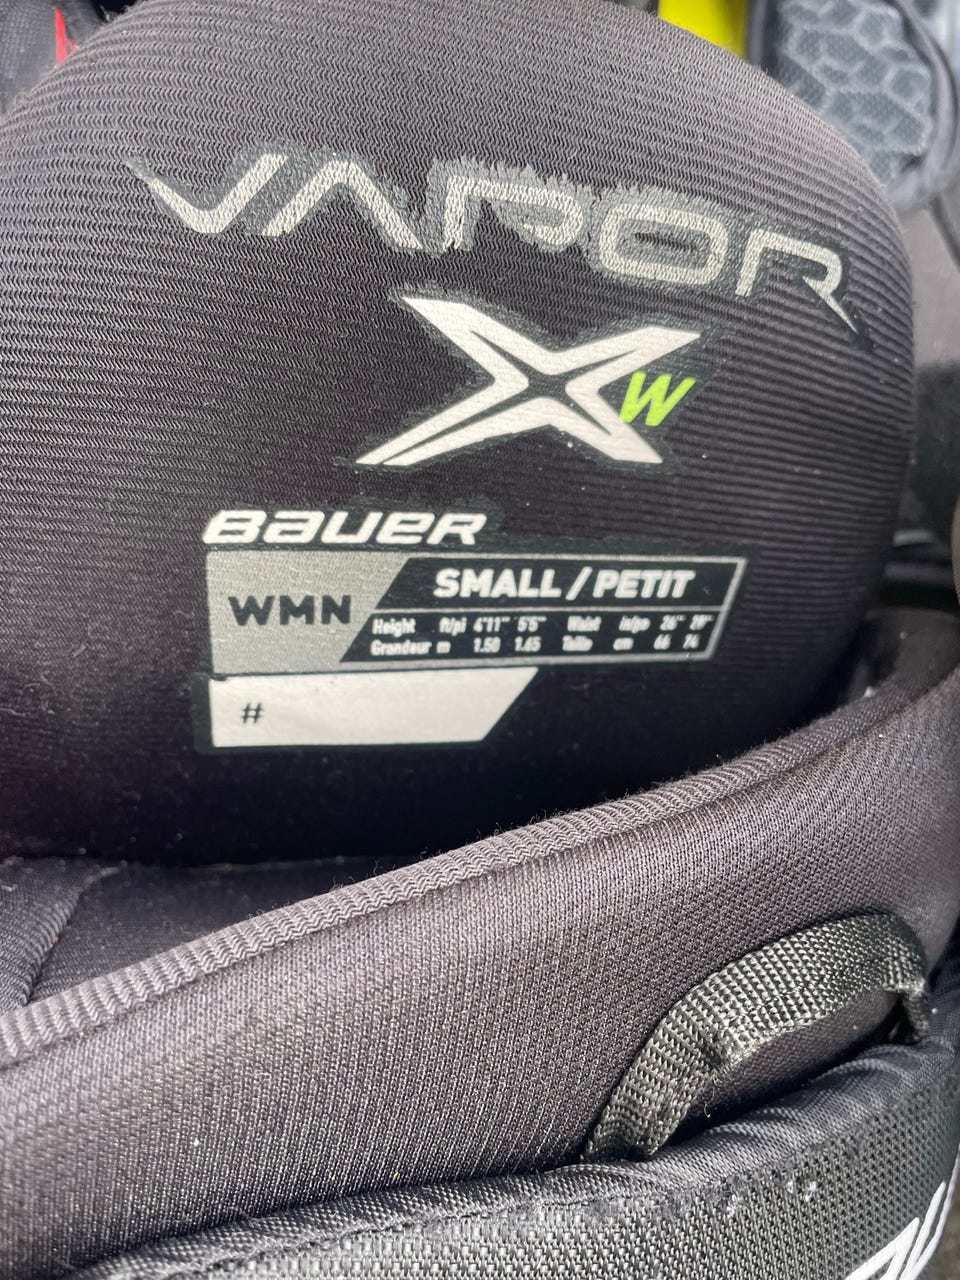 VAPOR
X W
BAUER
WMN
SMALL / PETIT
Height ft/pi 4'11" 5'5" Waist in/po 26" 29"
Grandeur m 1.50 1.65 Taille cm 66 74
#